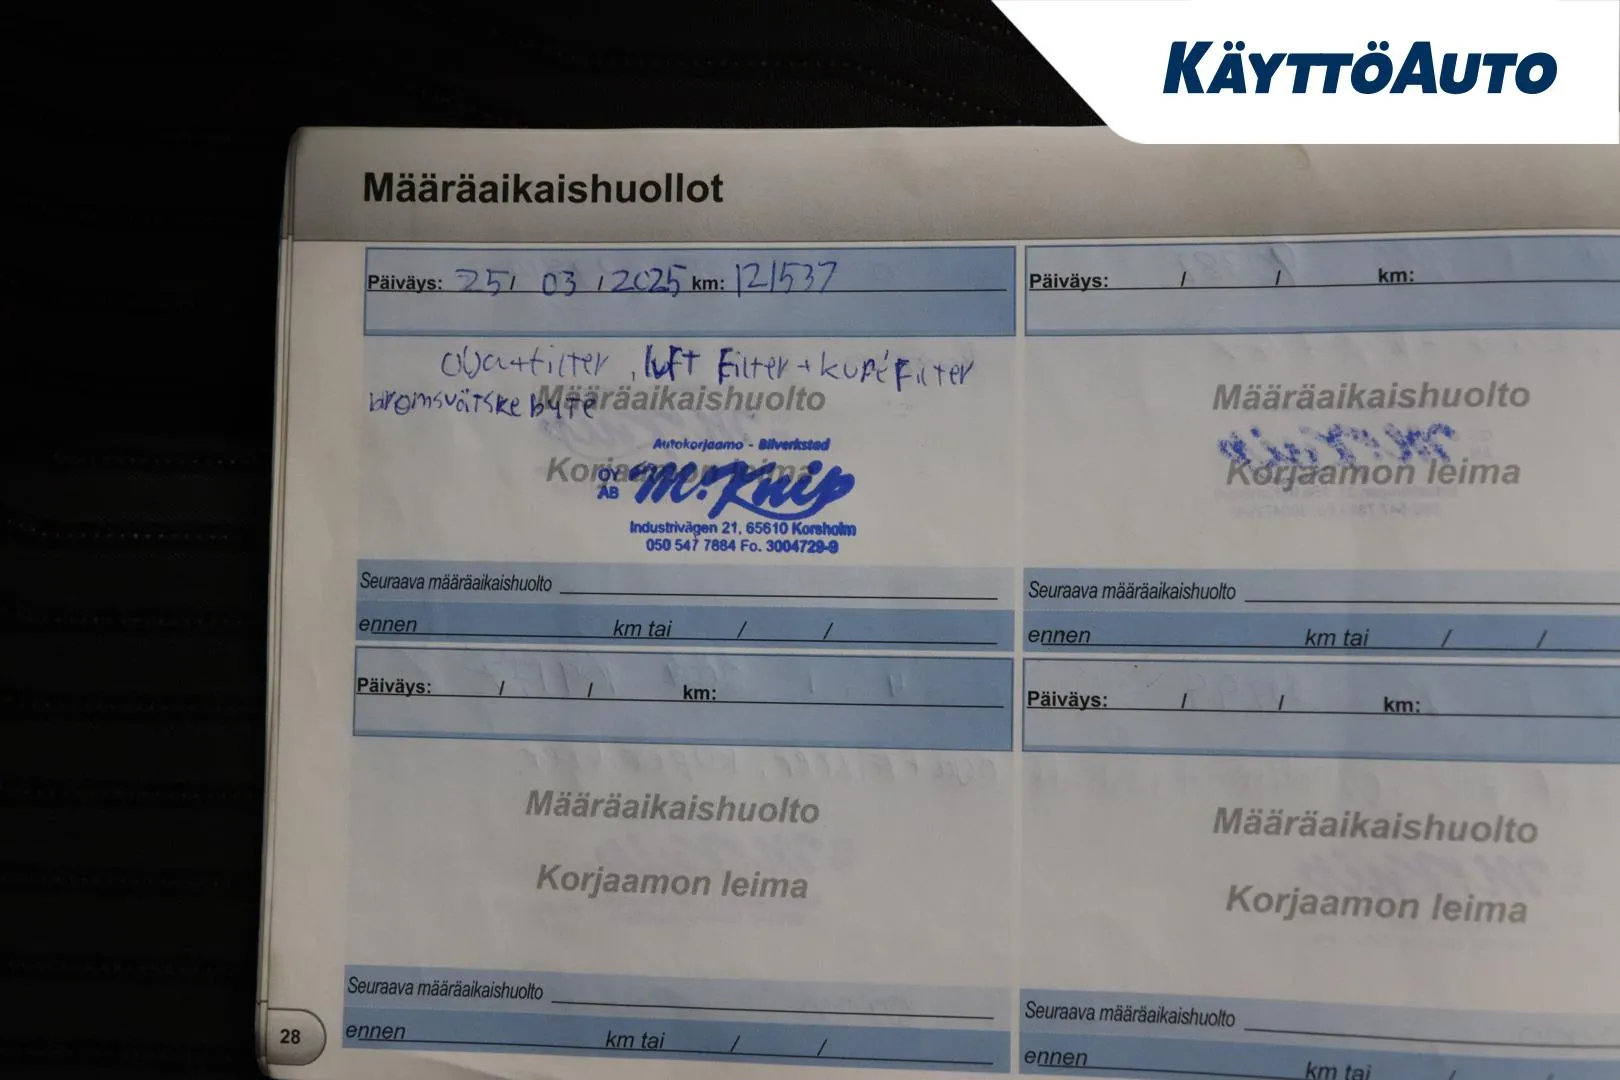 KÄYTTÖAUTO
Määräaikaishuollot
Päiväys: 25/ 03 / 2025 km: 121537
Päiväys: / / km:
olja+filter, luft Filter + kupéFilter
bromsvätske byte
Määräaikaishuolto
Autokorjaamo - Bilverkstad
Korjaamon leima
OY AB M. Knip
Industrivägen 21, 65610 Korsholm
050 547 7884 Fo. 3004729-9
Määräaikaishuolto
Korjaamon leima
Seuraava määräaikaishuolto
ennen km tai / /
Seuraava määräaikaishuolto
ennen km tai / /
Päiväys: / / km:
Määräaikaishuolto
Korjaamon leima
Seuraava määräaikaishuolto
ennen km tai / /
Päiväys: / / km:
Määräaikaishuolto
Korjaamon leima
Seuraava määräaikaishuolto
ennen km tai / /
28